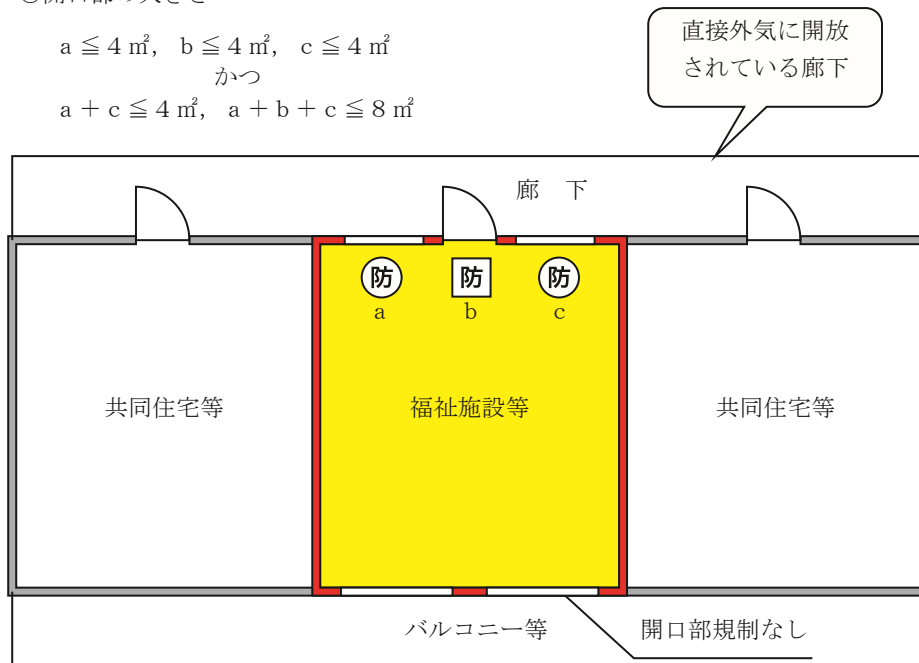 a ≦ 4 ㎡, b ≦ 4 ㎡, c ≦ 4 ㎡
かつ
a + c ≦ 4 ㎡, a + b + c ≦ 8 ㎡
直接外気に開放
されている廊下
廊 下
防 防 防
a b c
共同住宅等 福祉施設等 共同住宅等
バルコニー等 開口部規制なし